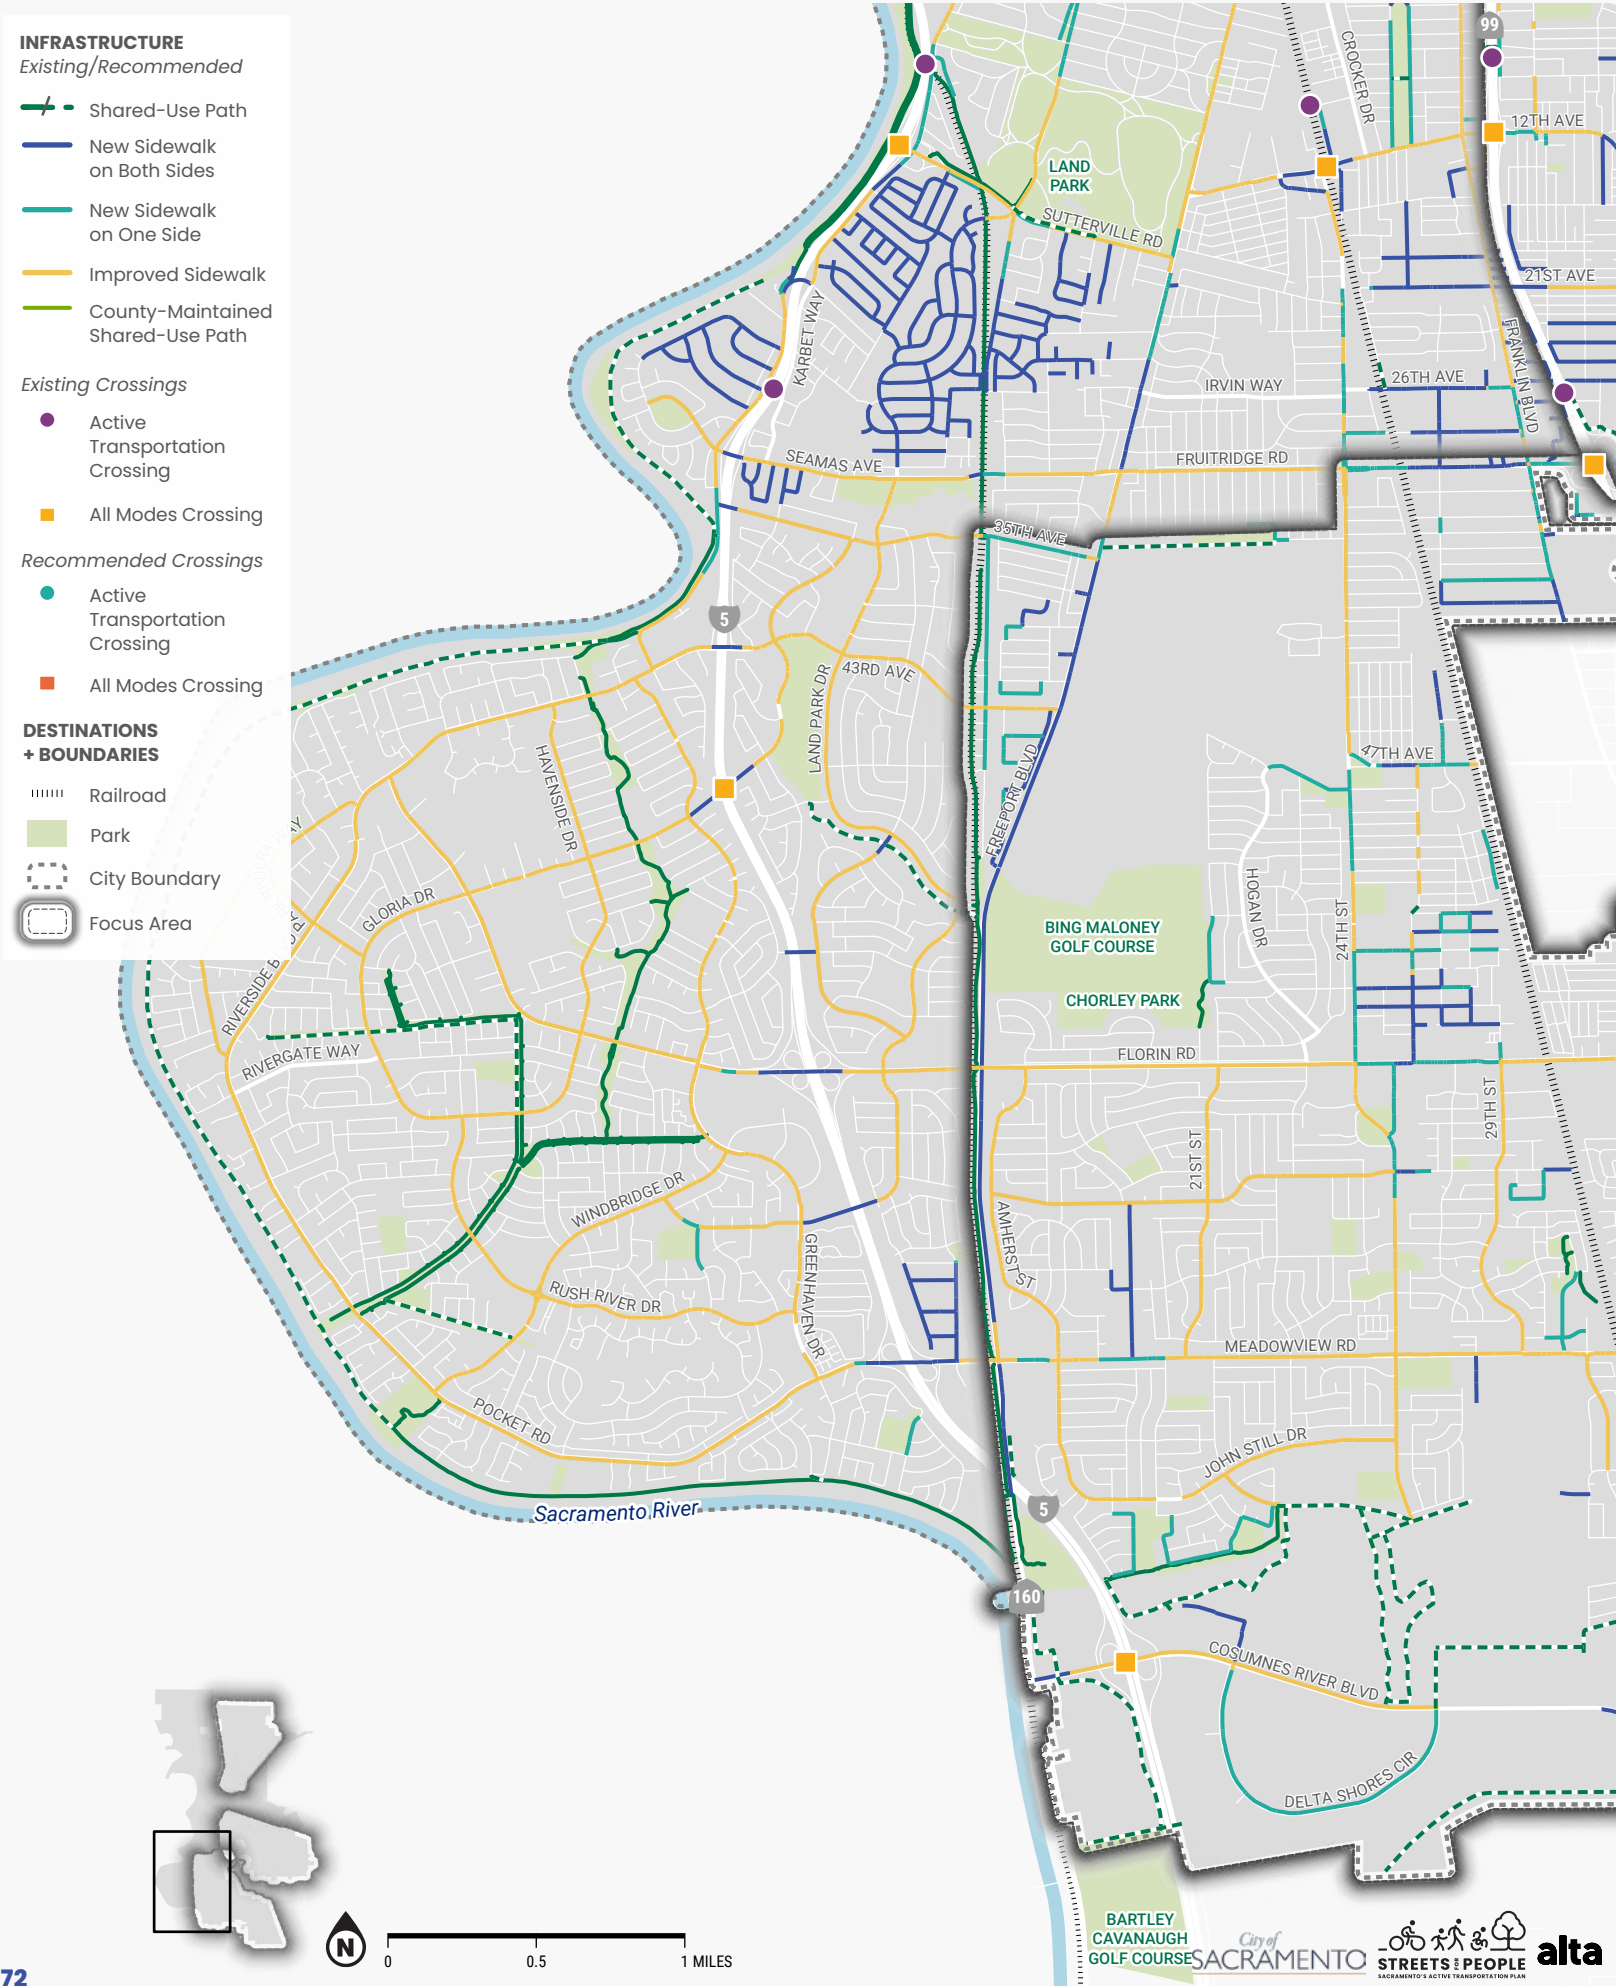 INFRASTRUCTURE
Existing/Recommended
Shared-Use Path
New Sidewalk
on Both Sides
New Sidewalk
on One Side
Improved Sidewalk
County-Maintained
Shared-Use Path
Existing Crossings
Active
Transportation
Crossing
All Modes Crossing
Recommended Crossings
Active
Transportation
Crossing
All Modes Crossing
DESTINATIONS
+ BOUNDARIES
Railroad
Park
City Boundary
Focus Area
99
CROCKER DR
12TH AVE
LAND
PARK
SUTTERVILLE RD
21ST AVE
KARBET WAY
FRANKLIN BLVD
IRVIN WAY
26TH AVE
SEAMAS AVE
FRUITRIDGE RD
35TH AVE
5
43RD AVE
LAND PARK DR
HAVENSIDE DR
FREEPORT BLVD
47TH AVE
GLORIA DR
HOGAN DR
24TH ST
BING MALONEY
GOLF COURSE
CHORLEY PARK
RIVERSIDE B
RIVERGATE WAY
FLORIN RD
29TH ST
21ST ST
WINDBRIDGE DR
AMHERST ST
GREENHAVEN DR
RUSH RIVER DR
MEADOWVIEW RD
POCKET RD
JOHN STILL DR
Sacramento River
5
160
COSUMNES RIVER BLVD
DELTA SHORES CIR
BARTLEY
CAVANAUGH
GOLF COURSE
N
0 0.5 1 MILES
City of
SACRAMENTO
STREETS FOR PEOPLE
SACRAMENTO'S ACTIVE TRANSPORTATION PLAN
alta
72